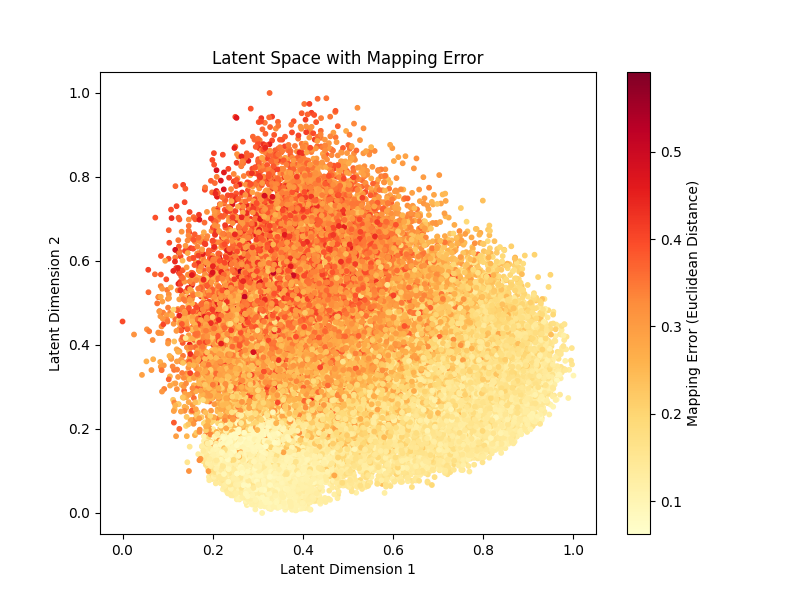 Latent Space with Mapping Error
1.0
0.8
0.6
0.4
0.2
0.0
Latent Dimension 2
0.0 0.2 0.4 0.6 0.8 1.0
Latent Dimension 1
0.5
0.4
0.3
0.2
0.1
Mapping Error (Euclidean Distance)